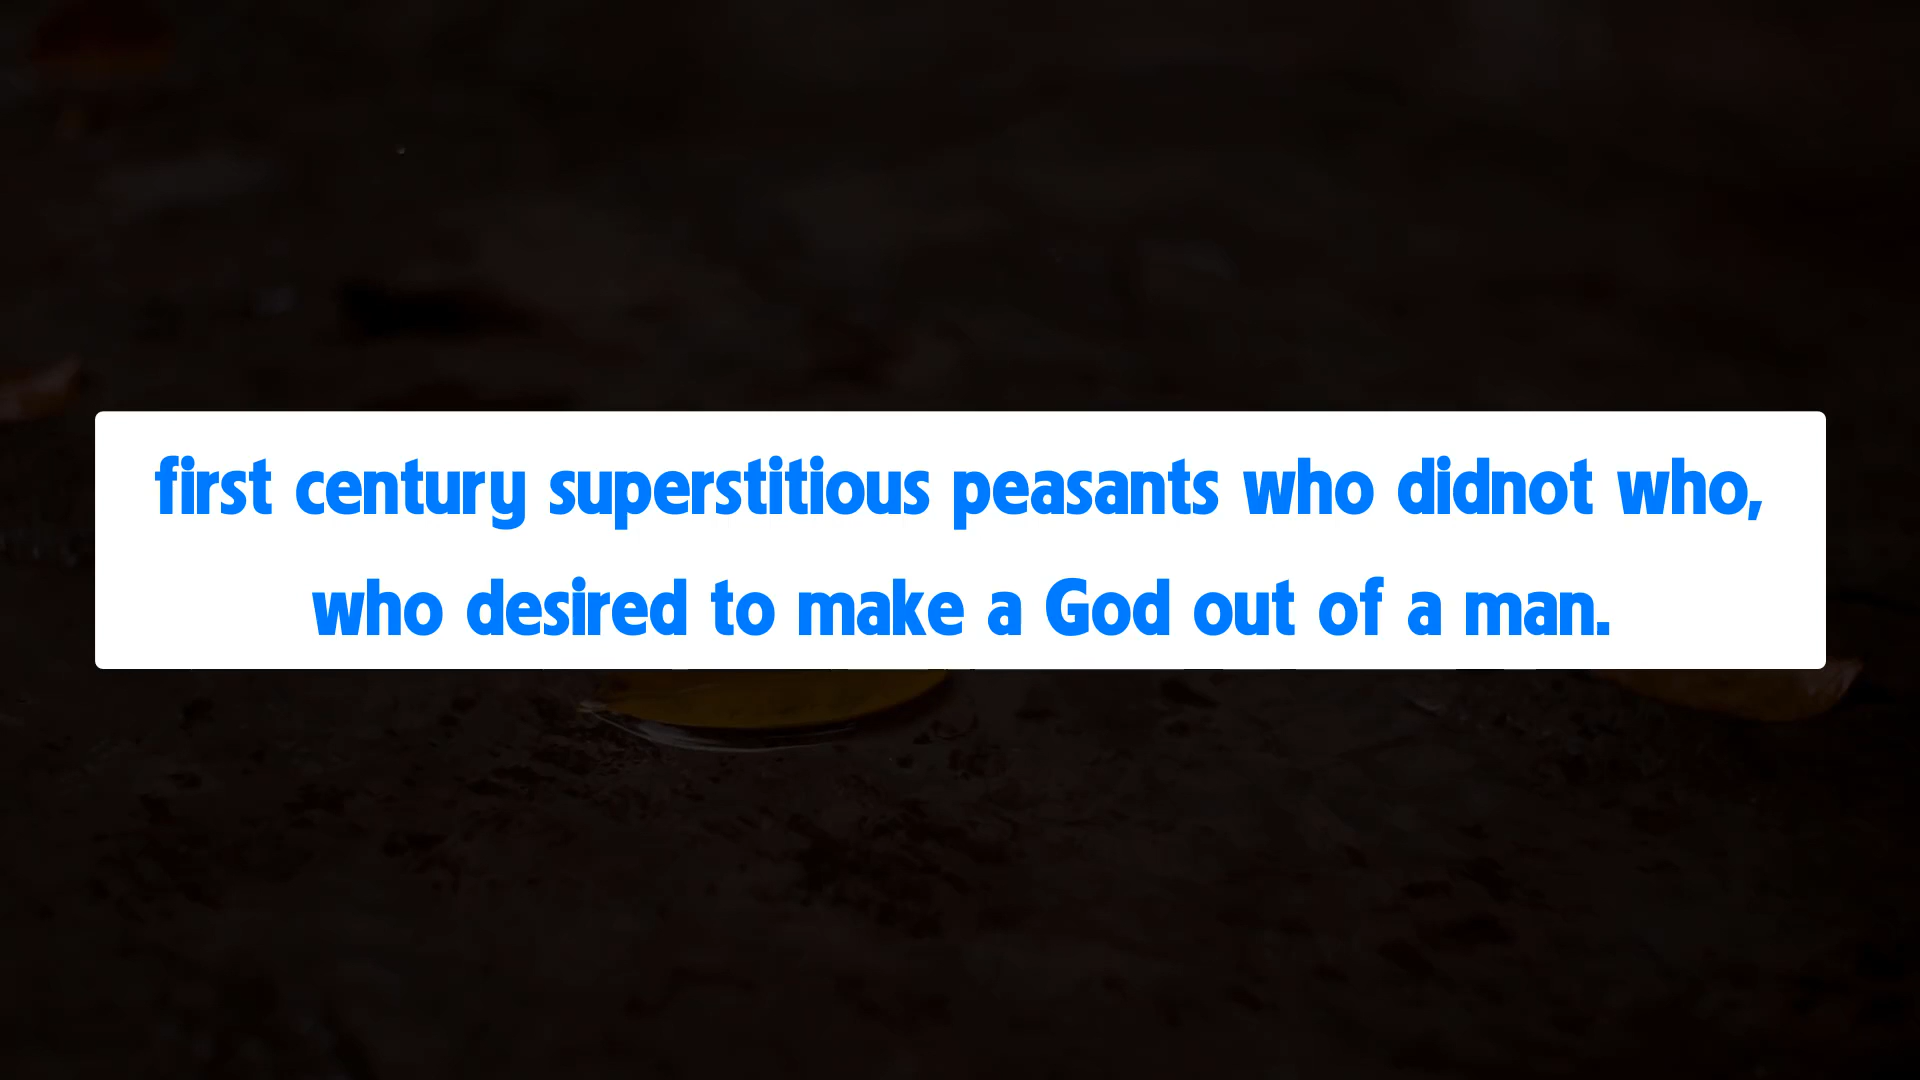 first century superstitious peasants who didnot who,
who desired to make a God out of a man.